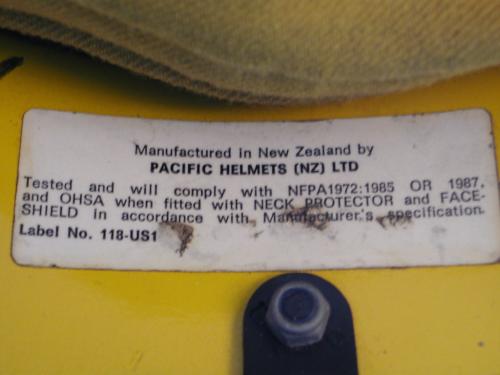 Manufactured in New Zealand by
PACIFIC HELMETS (NZ) LTD
Tested and will comply with NFPA1972:1985 OR 1987,
and OHSA when fitted with NECK PROTECTOR and FACE-
SHIELD in accordance with Manufacturer's specification.
Label No. 118-US1